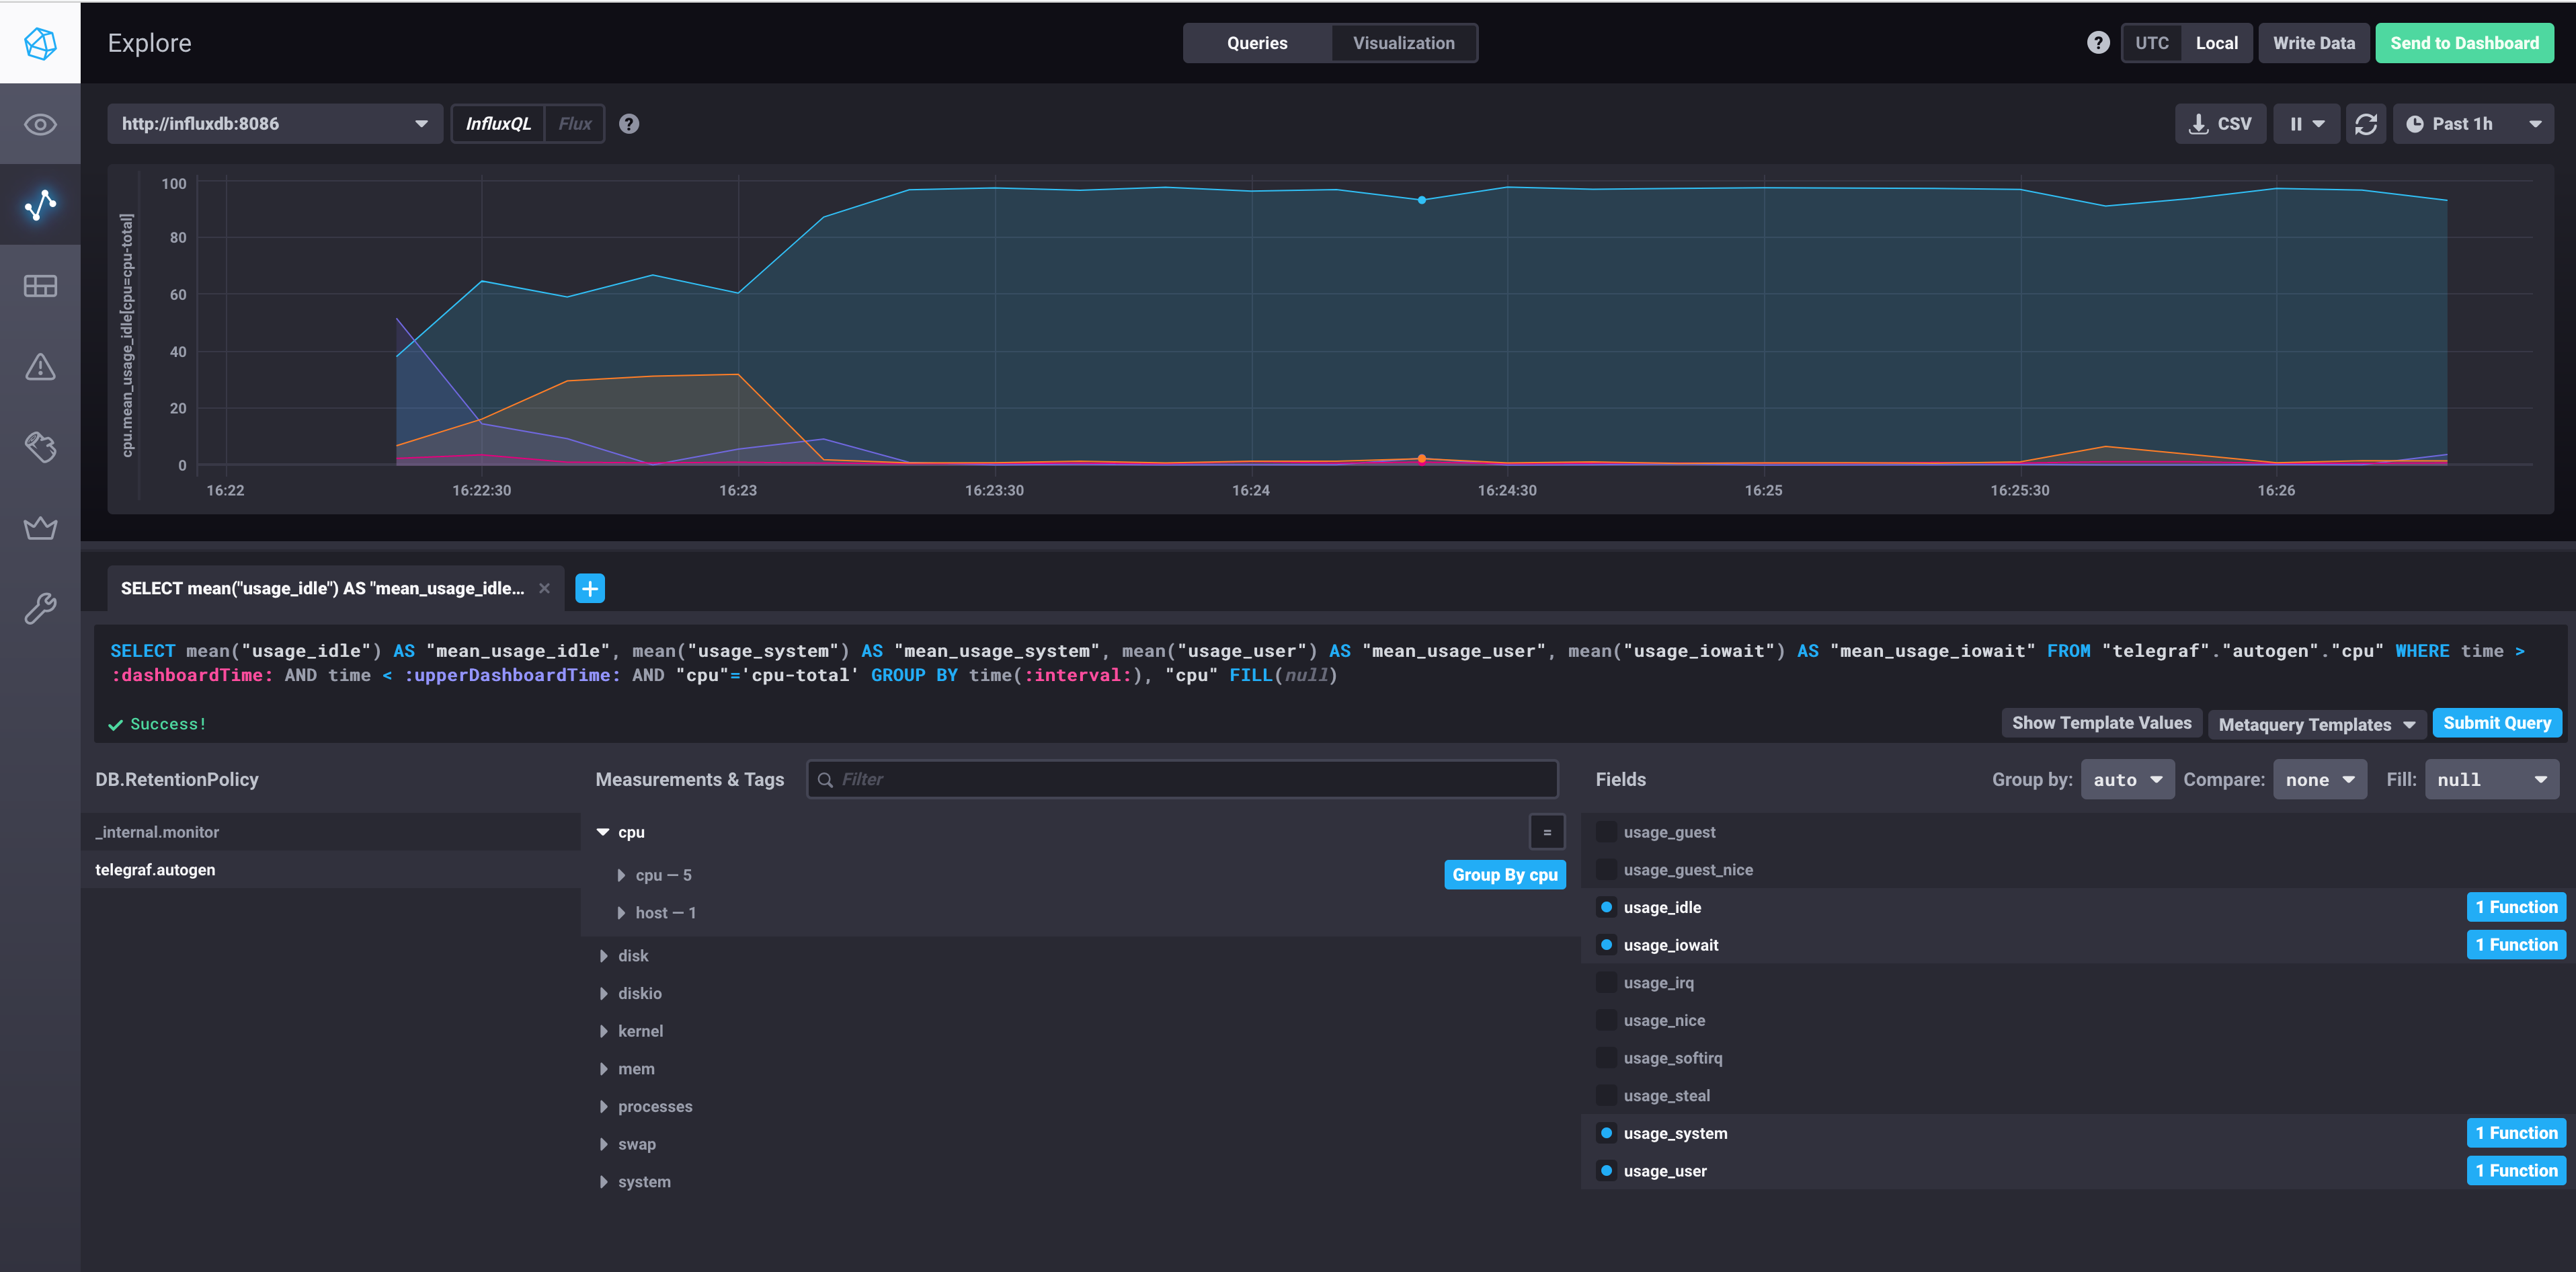 Explore
Queries
Visualization
?
UTC
Local
Write Data
Send to Dashboard
http://influxdb:8086
InfluxQL
Flux
?
CSV
Past 1h
cpu.mean_usage_idle[cpu=cpu-total]
100
80
60
40
20
0
16:22
16:22:30
16:23
16:23:30
16:24
16:24:30
16:25
16:25:30
16:26
SELECT mean("usage_idle") AS "mean_usage_idle...
SELECT mean("usage_idle") AS "mean_usage_idle", mean("usage_system") AS "mean_usage_system", mean("usage_user") AS "mean_usage_user", mean("usage_iowait") AS "mean_usage_iowait" FROM "telegraf"."autogen"."cpu" WHERE time >
:dashboardTime: AND time < :upperDashboardTime: AND "cpu"='cpu-total' GROUP BY time(:interval:), "cpu" FILL(null)
Success!
Show Template Values
Metaquery Templates
Submit Query
DB.RetentionPolicy
_internal.monitor
telegraf.autogen
Measurements & Tags
Filter
cpu
=
cpu — 5
Group By cpu
host — 1
disk
diskio
kernel
mem
processes
swap
system
Fields
Group by: auto
Compare: none
Fill: null
usage_guest
usage_guest_nice
usage_idle
1 Function
usage_iowait
1 Function
usage_irq
usage_nice
usage_softirq
usage_steal
usage_system
1 Function
usage_user
1 Function